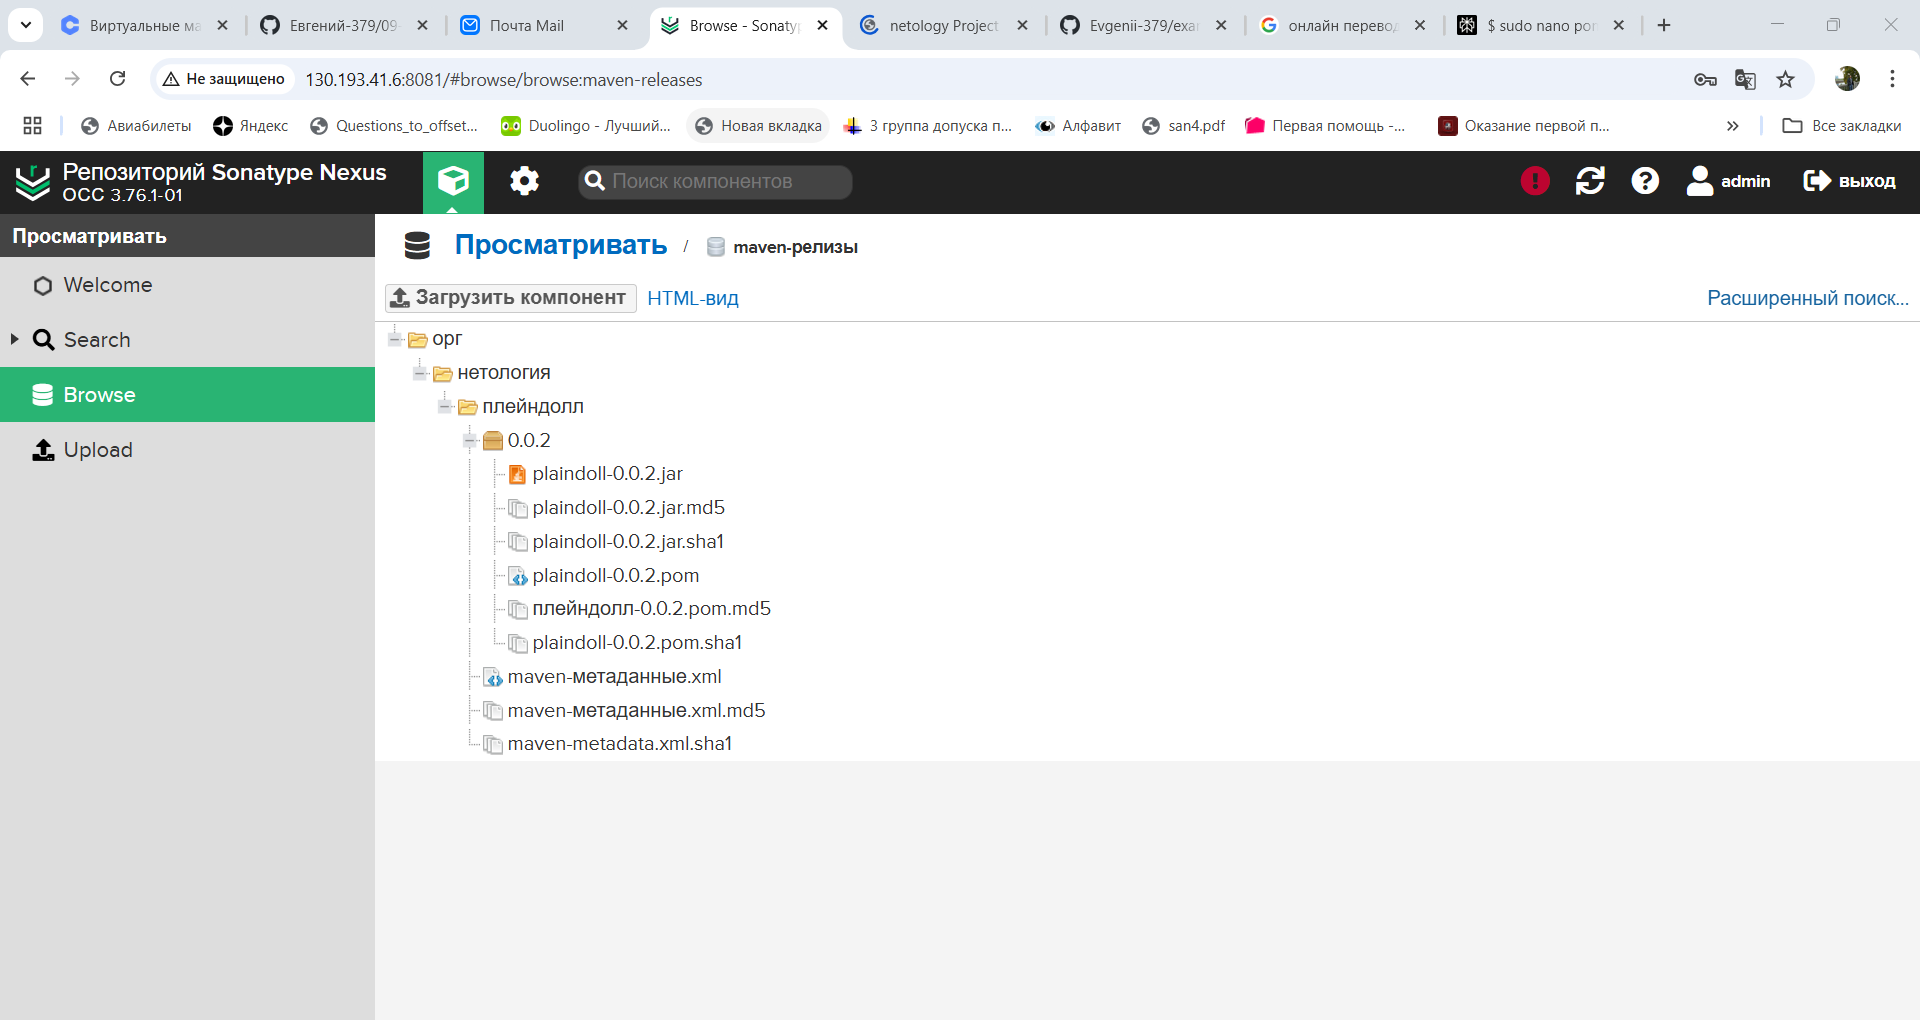 Виртуальные ма
Евгений-379/09-
Почта Mail
Browse - Sonaty
netology Project
Evgenii-379/exa
онлайн перевод
$ sudo nano po
Не защищено
130.193.41.6:8081/#browse/browse:maven-releases
Авиабилеты
Яндекс
Questions_to_offset...
Duolingo - Лучший...
Новая вкладка
3 группа допуска п...
Алфавит
san4.pdf
Первая помощь -...
Оказание первой п...
Все закладки
Репозиторий Sonatype Nexus
ОСС 3.76.1-01
Поиск компонентов
admin
выход
Просматривать
Welcome
Search
Browse
Upload
Просматривать / maven-релизы
Загрузить компонент
HTML-вид
Расширенный поиск...
орг
нетология
плейндолл
0.0.2
plaindoll-0.0.2.jar
plaindoll-0.0.2.jar.md5
plaindoll-0.0.2.jar.sha1
plaindoll-0.0.2.pom
плейндолл-0.0.2.pom.md5
plaindoll-0.0.2.pom.sha1
maven-метаданные.xml
maven-метаданные.xml.md5
maven-metadata.xml.sha1